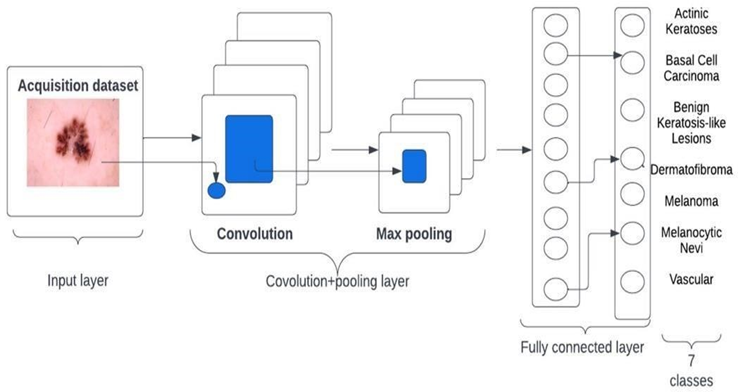 Acquisition dataset
Convolution
Max pooling
Input layer
Covolution+pooling layer
Fully connected layer
Actinic
Keratoses
Basal Cell
Carcinoma
Benign
Keratosis-like
Lesions
Dermatofibroma
Melanoma
Melanocytic
Nevi
Vascular
7
classes